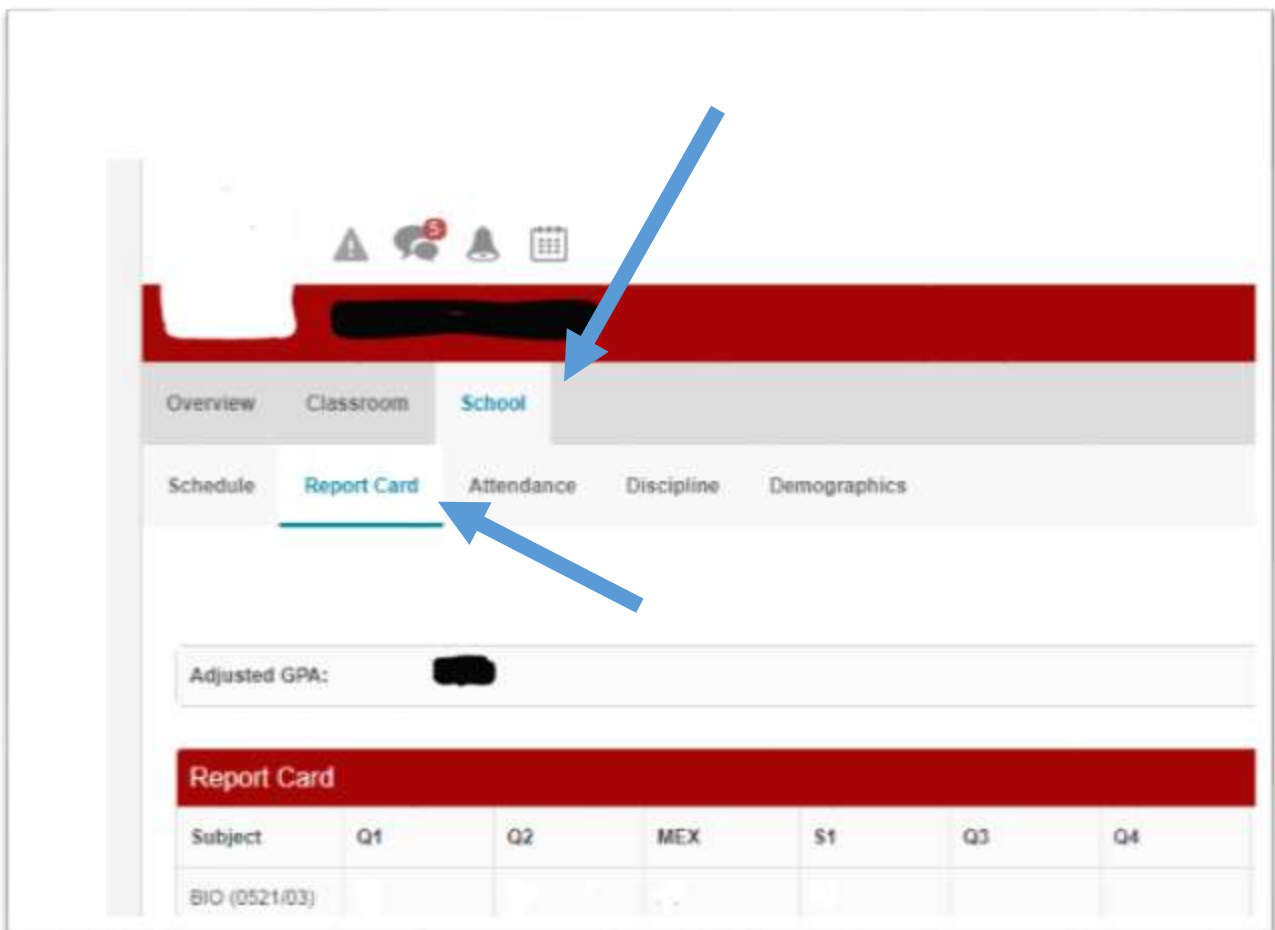 5
Overview Classroom School
Schedule Report Card Attendance Discipline Demographics
Adjusted GPA:
Report Card
Subject Q1 Q2 MEX S1 Q3 Q4
BIO (0521/03)